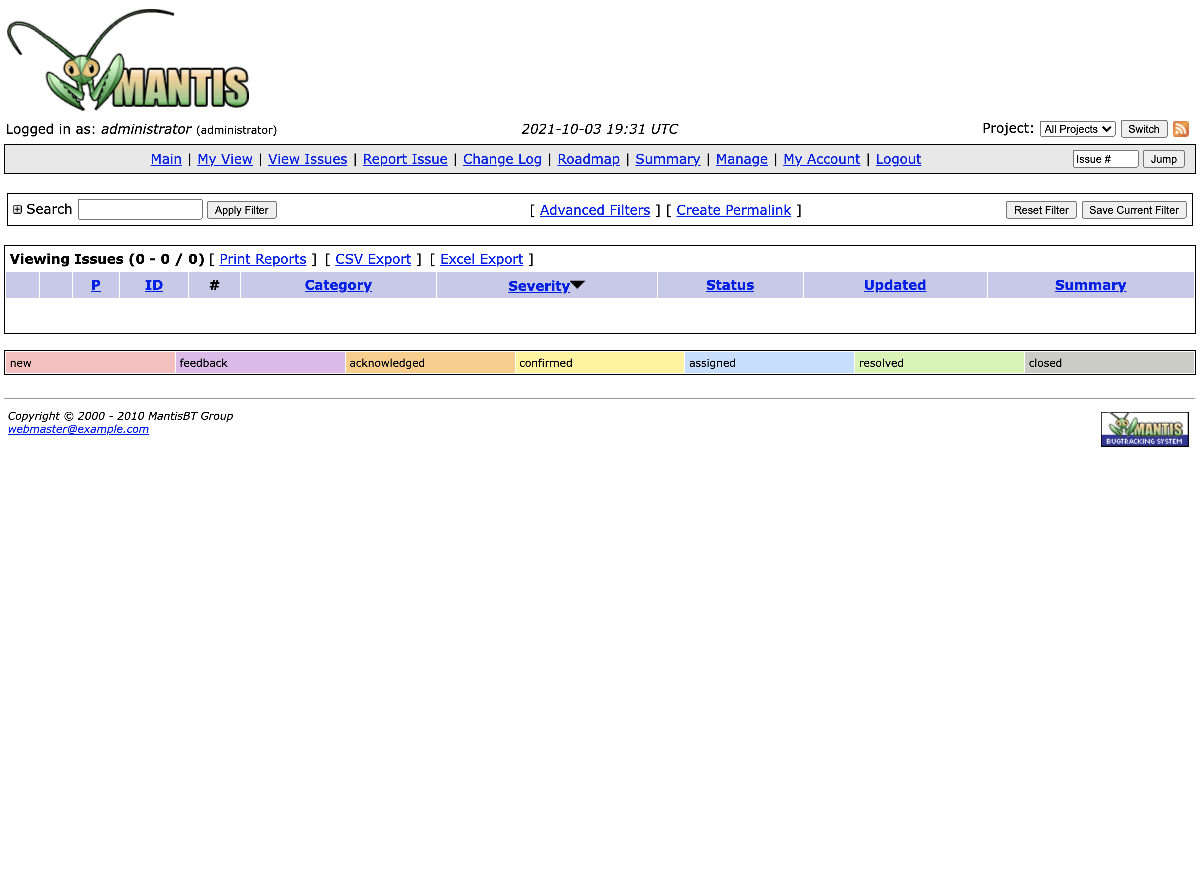 MANTIS
Logged in as: administrator (administrator) 2021-10-03 19:31 UTC Project: All Projects Switch
Main | My View | View Issues | Report Issue | Change Log | Roadmap | Summary | Manage | My Account | Logout Issue # Jump
Search Apply Filter [ Advanced Filters ] [ Create Permalink ] Reset Filter Save Current Filter
Viewing Issues (0 - 0 / 0) [ Print Reports ] [ CSV Export ] [ Excel Export ]
P ID # Category Severity Status Updated Summary
new feedback acknowledged confirmed assigned resolved closed
Copyright © 2000 - 2010 MantisBT Group
webmaster@example.com
MANTIS
BUGTRACKING SYSTEM